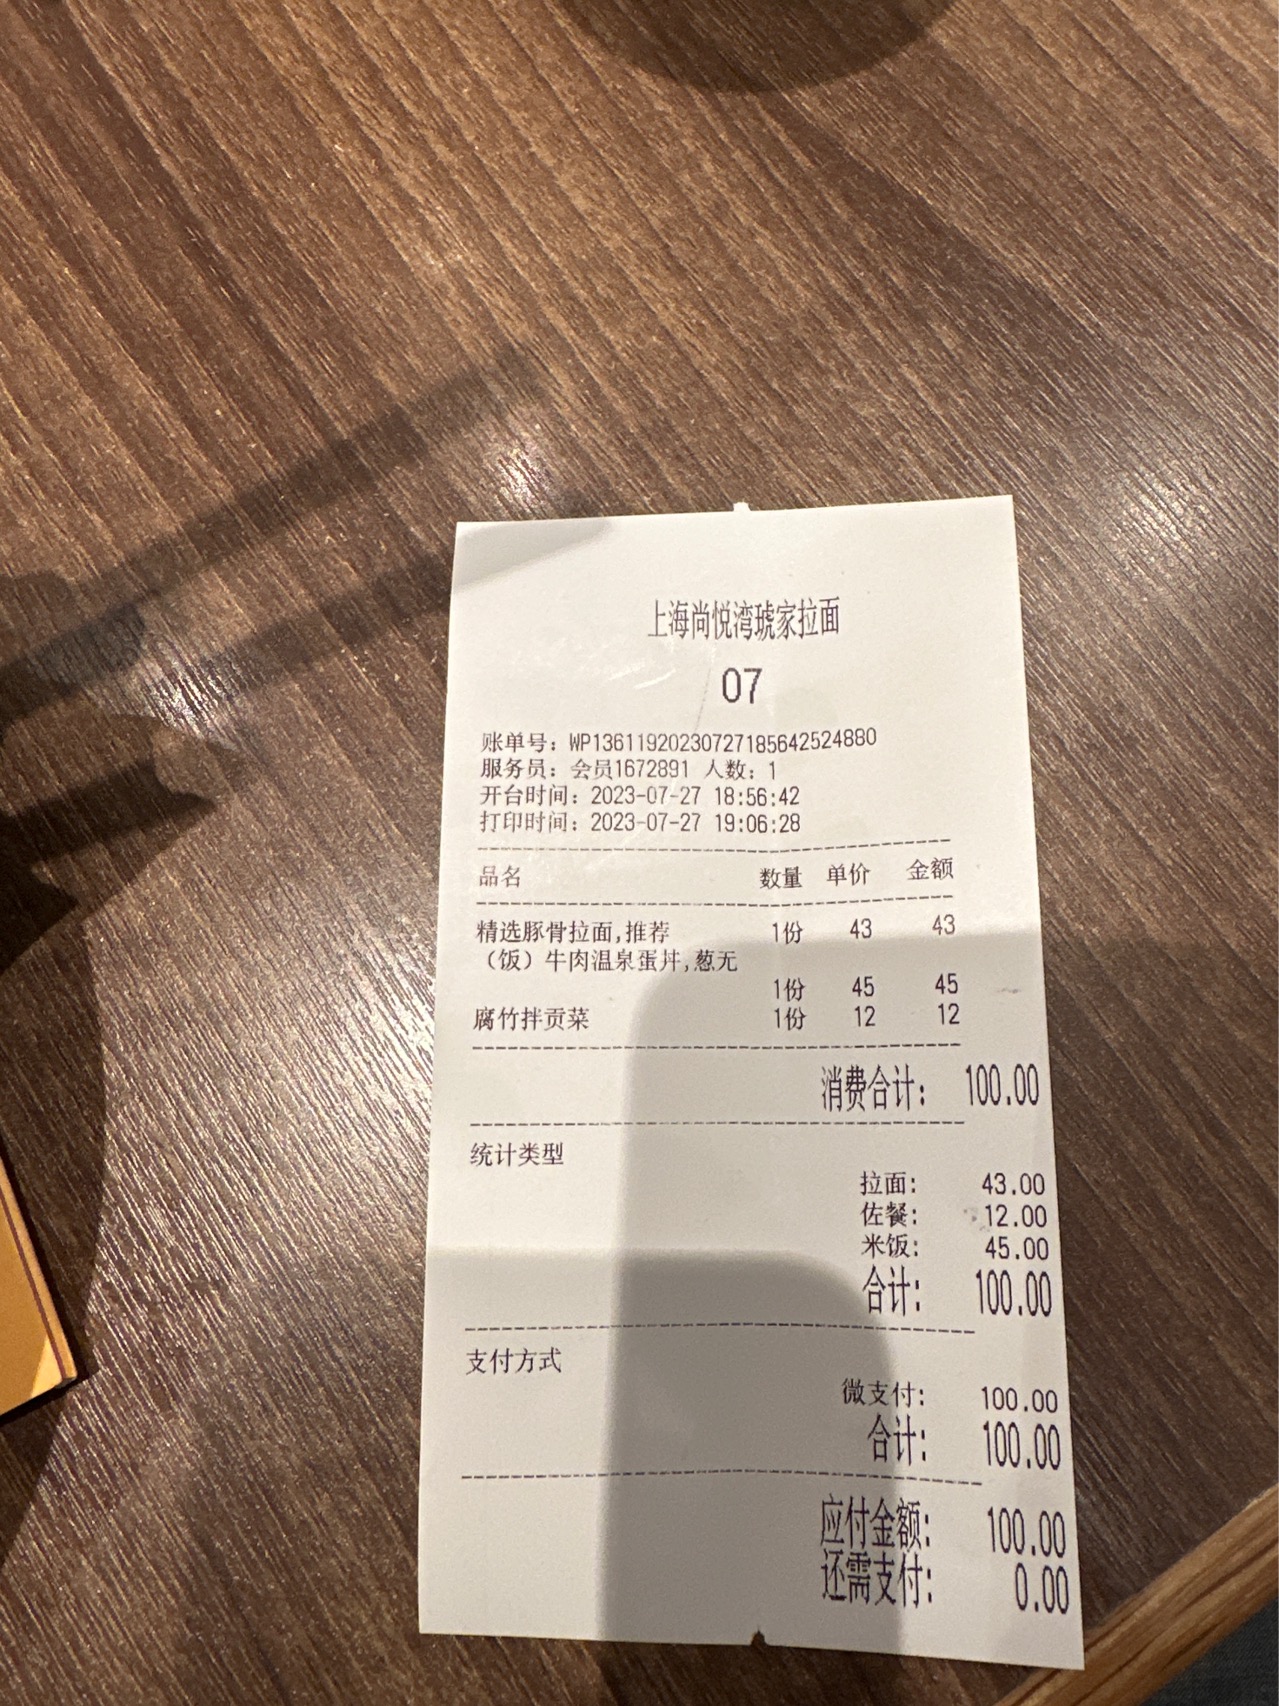 上海尚悦湾琥家拉面
07
账单号：WP13611920230727185642524880
服务员：会员1672891 人数：1
开台时间：2023-07-27 18:56:42
打印时间：2023-07-27 19:06:28
品名 数量 单价 金额
精选豚骨拉面,推荐 1份 43 43
（饭）牛肉温泉蛋丼,葱无
1份 45 45
腐竹拌贡菜 1份 12 12
消费合计： 100.00
统计类型
拉面： 43.00
佐餐： 12.00
米饭： 45.00
合计： 100.00
支付方式
微支付： 100.00
合计： 100.00
应付金额： 100.00
还需支付： 0.00